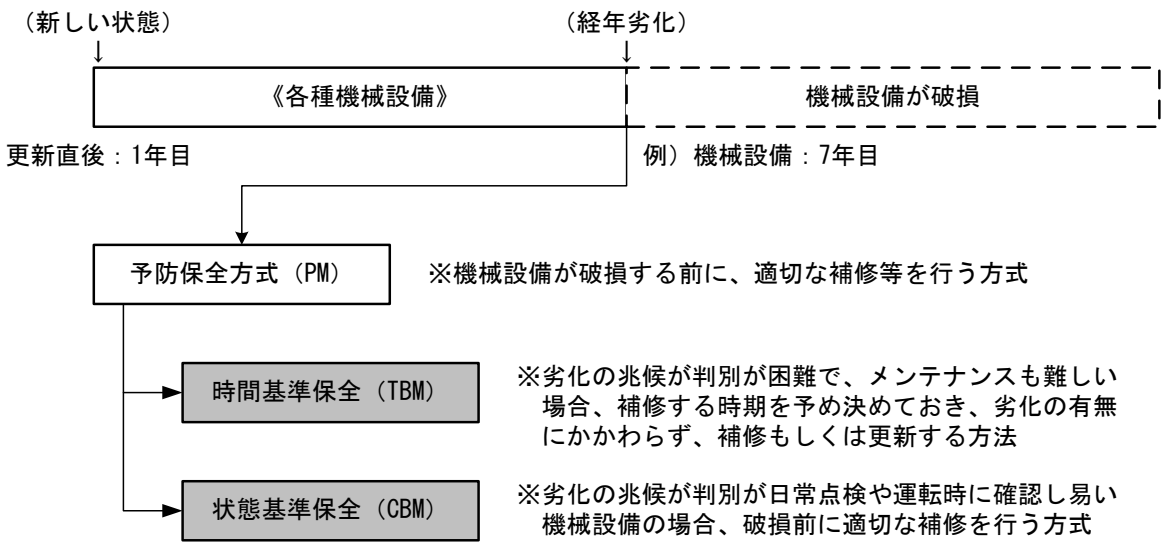 （新しい状態）
（経年劣化）
↓
↓
《各種機械設備》
機械設備が破損
更新直後：1年目
例）機械設備：7年目
予防保全方式（PM）
※機械設備が破損する前に、適切な補修等を行う方式
時間基準保全（TBM）
※劣化の兆候が判別が困難で、メンテナンスも難しい
場合、補修する時期を予め決めておき、劣化の有無
にかかわらず、補修もしくは更新する方法
状態基準保全（CBM）
※劣化の兆候が判別が日常点検や運転時に確認し易い
機械設備の場合、破損前に適切な補修を行う方式